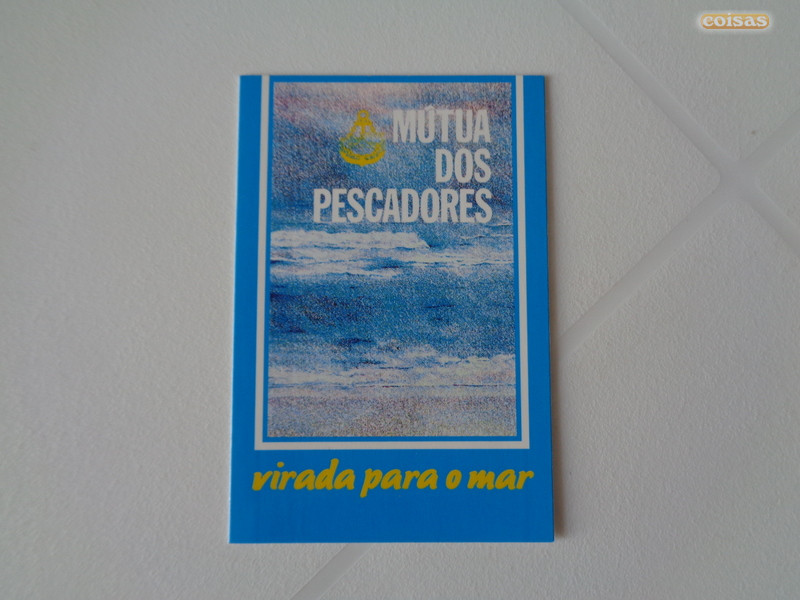 coisas
MÚTUA
DOS
PESCADORES
virada para o mar